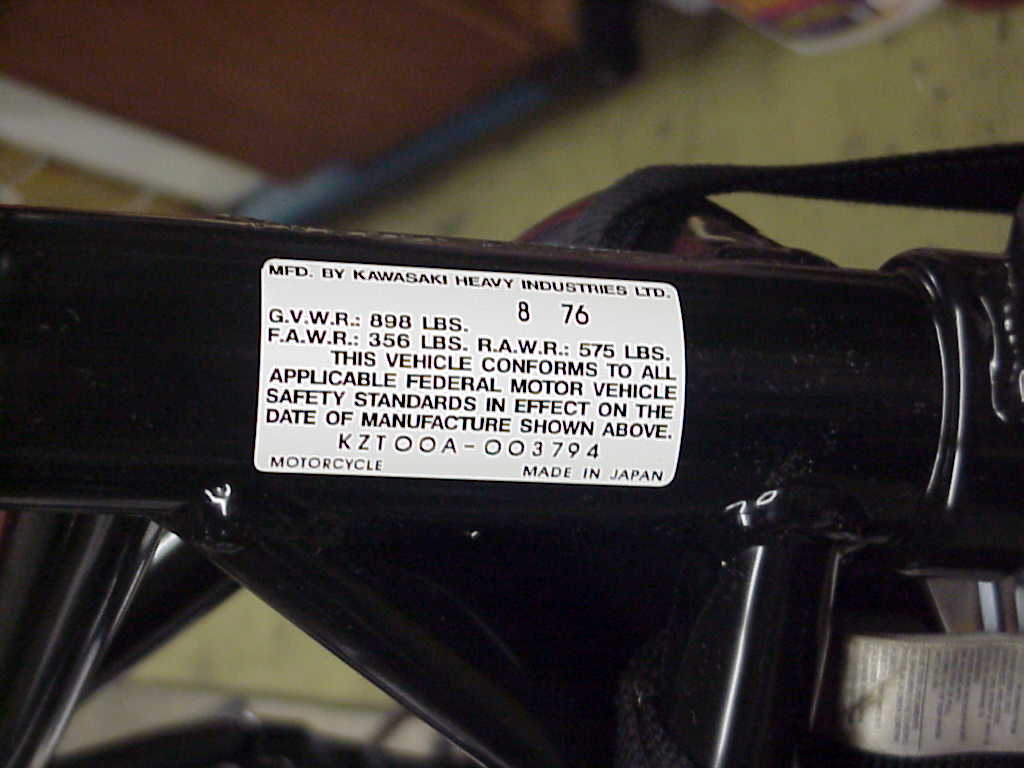 MFD. BY KAWASAKI HEAVY INDUSTRIES LTD.
8 76
G.V.W.R.: 898 LBS.
F.A.W.R.: 356 LBS. R.A.W.R.: 575 LBS.
THIS VEHICLE CONFORMS TO ALL
APPLICABLE FEDERAL MOTOR VEHICLE
SAFETY STANDARDS IN EFFECT ON THE
DATE OF MANUFACTURE SHOWN ABOVE.
KZT00A-003794
MOTORCYCLE MADE IN JAPAN